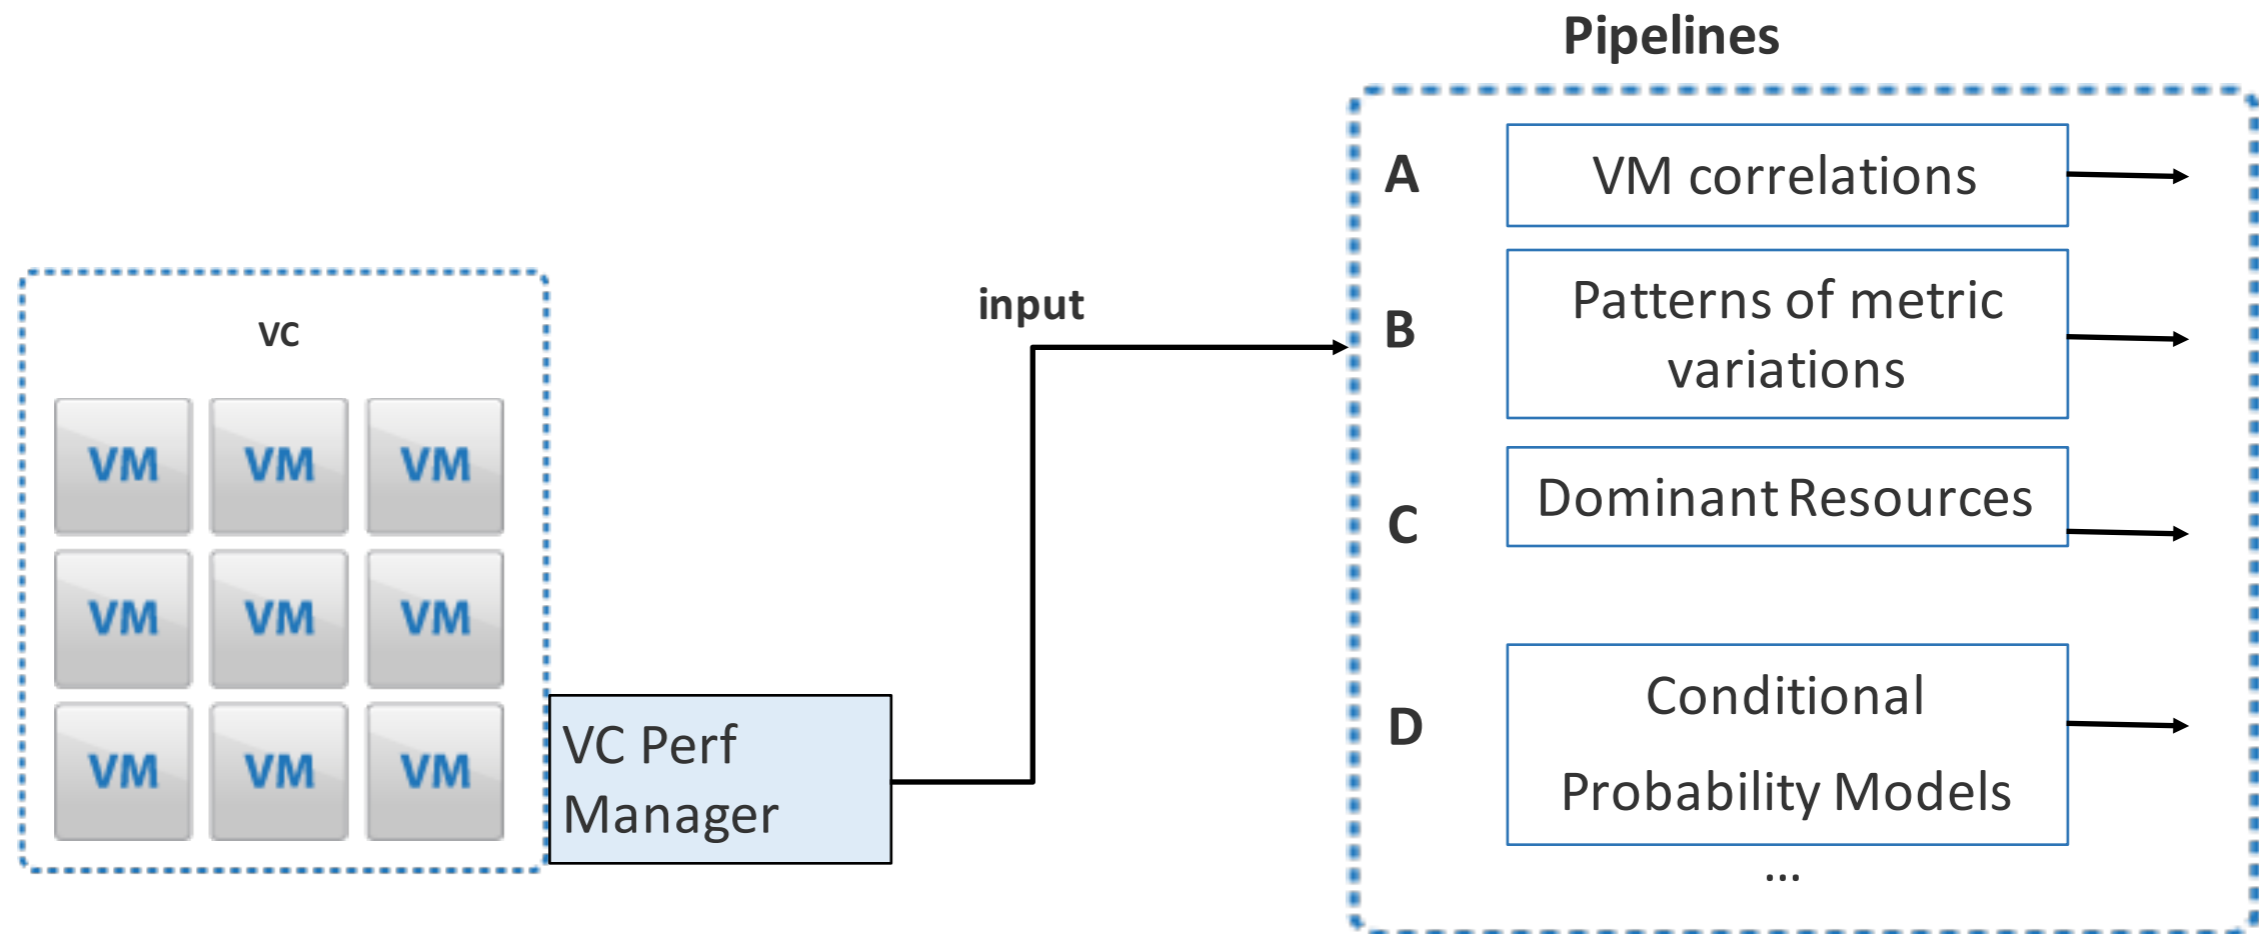 Pipelines
A
VM correlations
B
Patterns of metric
variations
C
Dominant Resources
D
Conditional
Probability Models
...
input
VC
VM VM VM
VM VM VM
VM VM VM
VC Perf
Manager